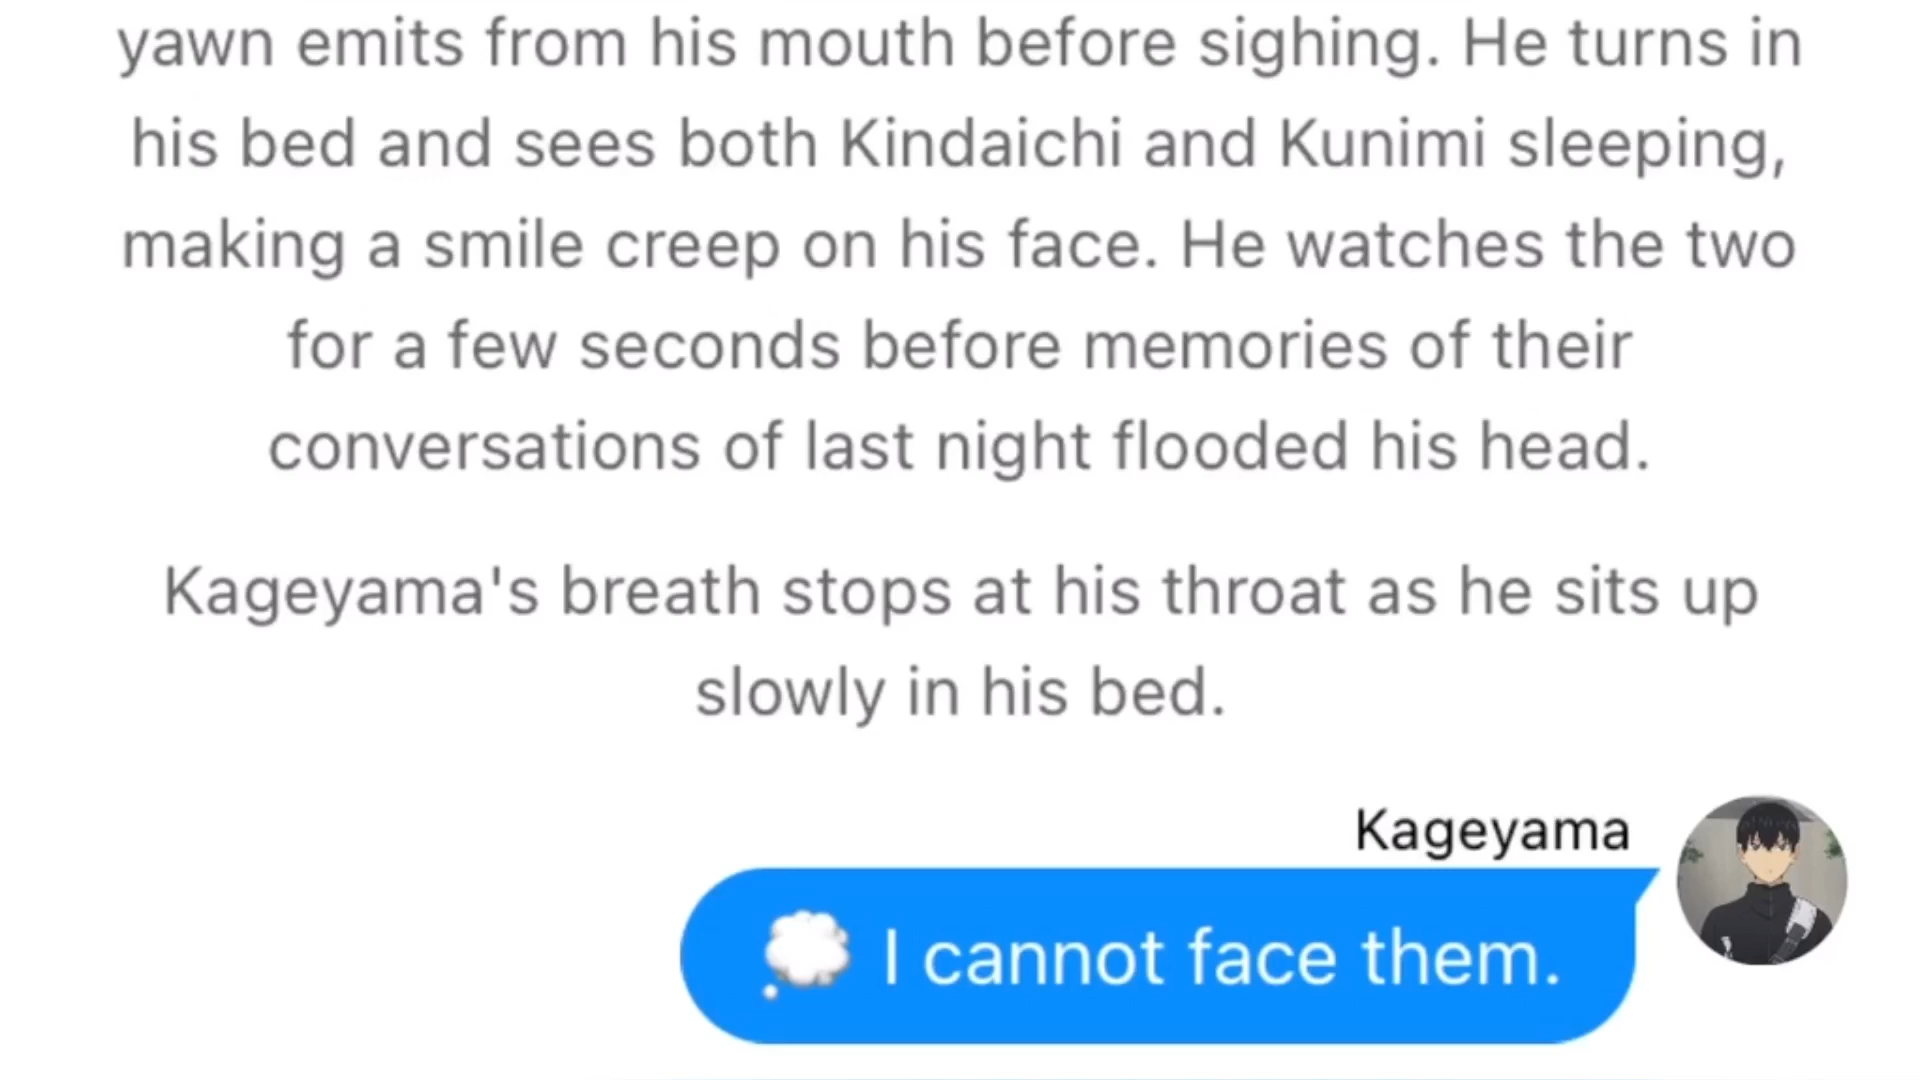 yawn emits from his mouth before sighing. He turns in
his bed and sees both Kindaichi and Kunimi sleeping,
making a smile creep on his face. He watches the two
for a few seconds before memories of their
conversations of last night flooded his head.
Kageyama's breath stops at his throat as he sits up
slowly in his bed.
Kageyama
💭 I cannot face them.